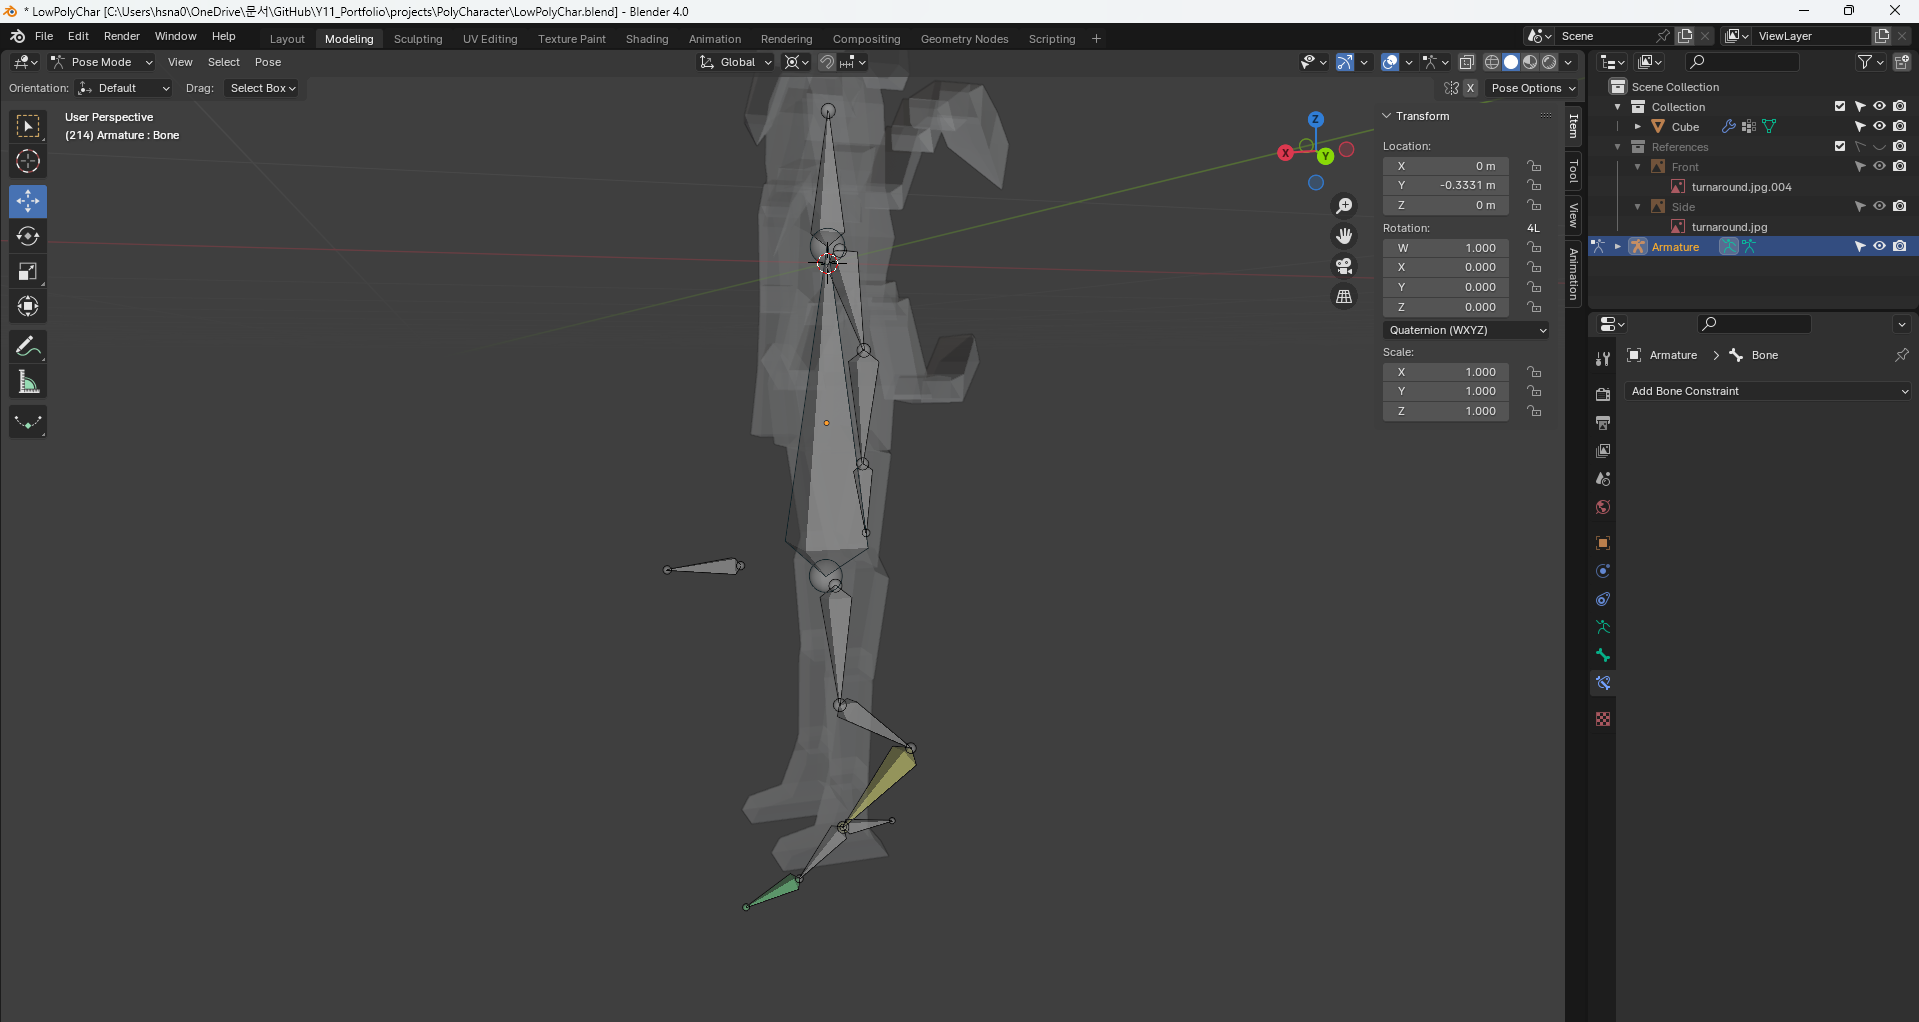 * LowPolyChar [C:\Users\hsna0\OneDrive\문서\GitHub\Y11_Portfolio\projects\PolyCharacter\LowPolyChar.blend] - Blender 4.0
File Edit Render Window Help Layout Modeling Sculpting UV Editing Texture Paint Shading Animation Rendering Compositing Geometry Nodes Scripting + Scene ViewLayer
Pose Mode View Select Pose Global
Orientation: Default Drag: Select Box X Pose Options
User Perspective
(214) Armature : Bone
Z
X
Y
Transform
Location:
X 0 m
Y -0.3331 m
Z 0 m
Rotation: 4L
W 1.000
X 0.000
Y 0.000
Z 0.000
Quaternion (WXYZ)
Scale:
X 1.000
Y 1.000
Z 1.000
Item
Tool
View
Animation
Scene Collection
Collection
Cube
References
Front
turnaround.jpg.004
Side
turnaround.jpg
Armature
Armature > Bone
Add Bone Constraint